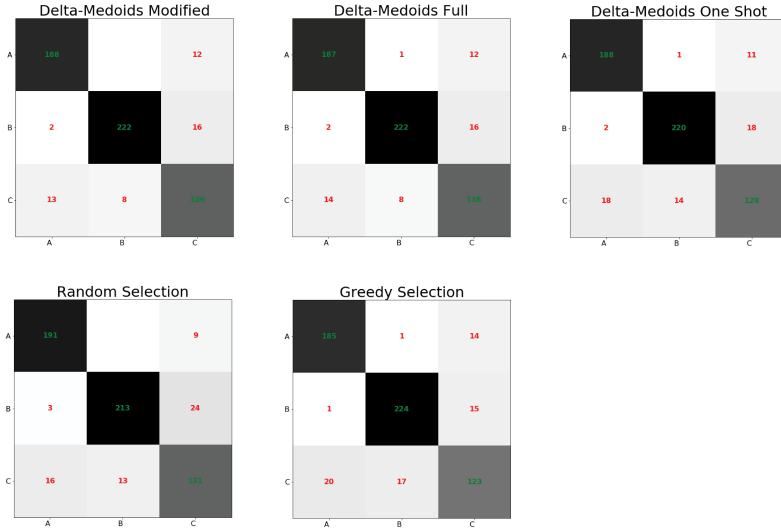 Delta-Medoids Modified
A
188
12
B
2
222
16
C
13
8
A
B
C
Delta-Medoids Full
A
187
1
12
B
2
222
16
C
14
8
138
A
B
C
Delta-Medoids One Shot
A
188
1
11
B
2
220
18
C
18
14
128
A
B
C
Random Selection
A
191
9
B
3
213
24
C
16
13
A
B
C
Greedy Selection
A
185
1
14
B
1
224
15
C
20
17
123
A
B
C